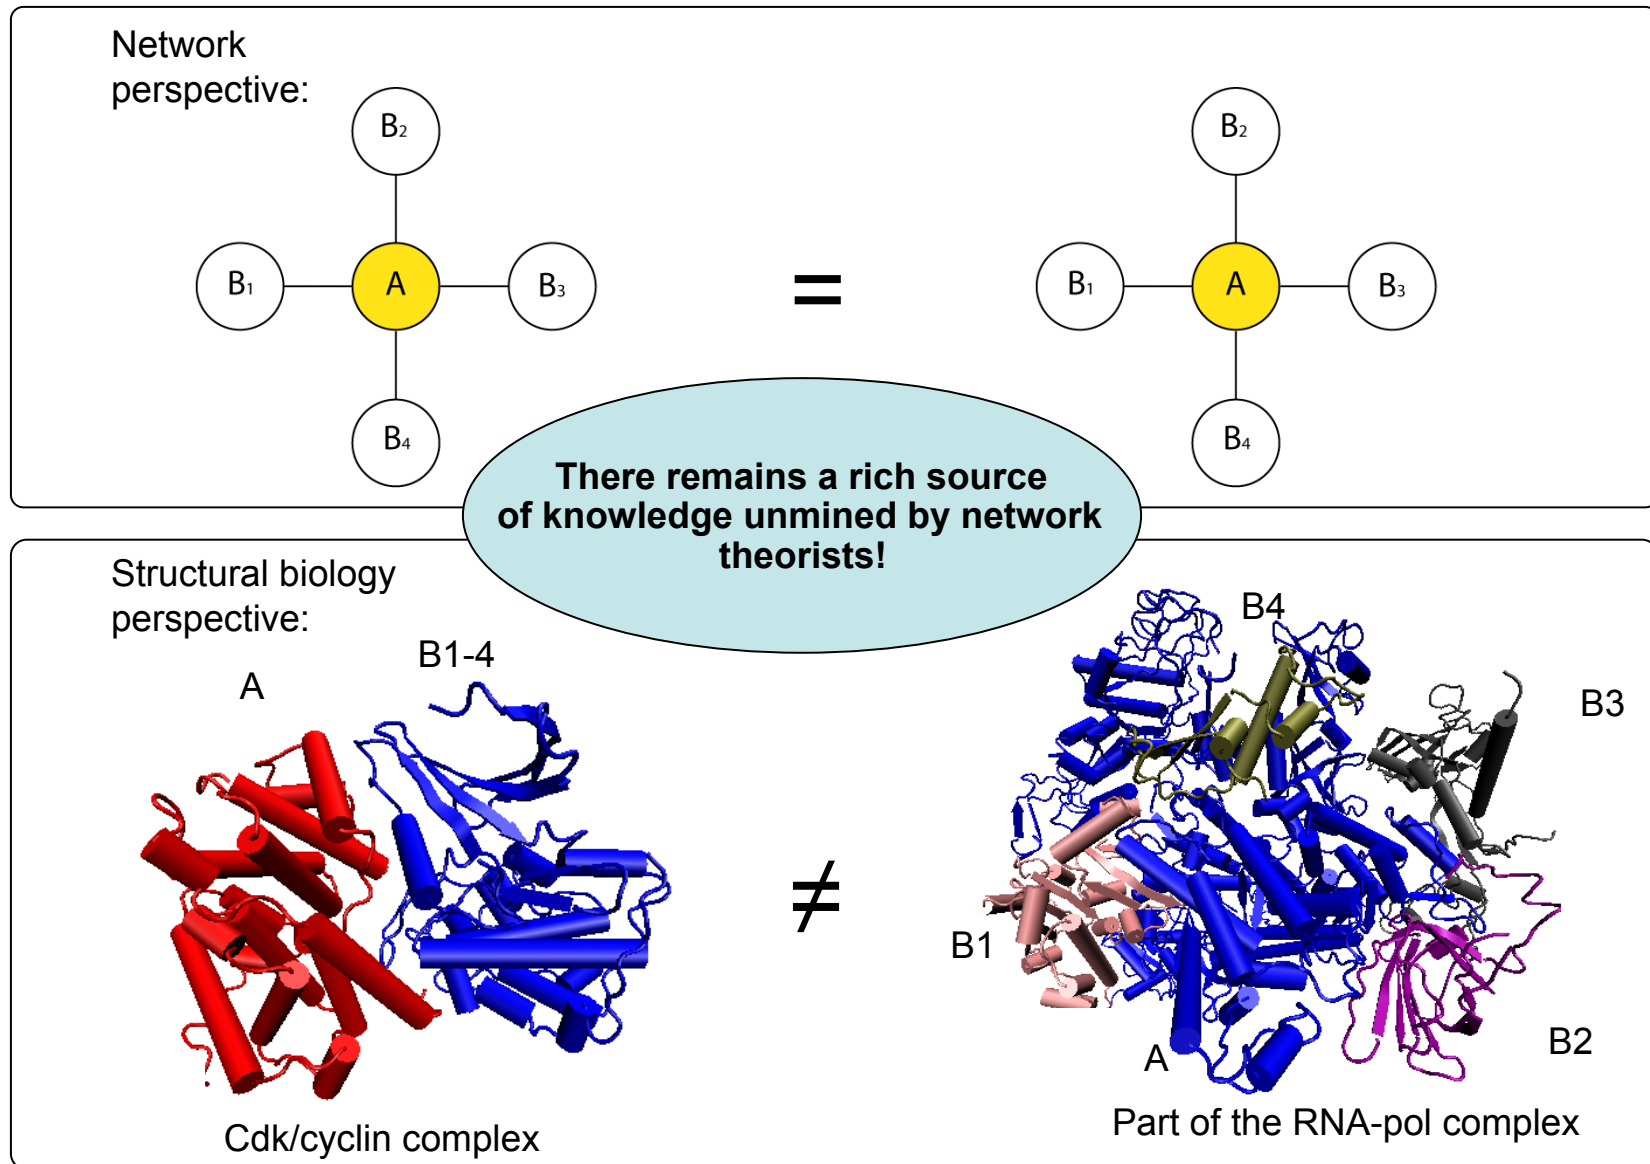 Network
perspective:
B2
B1
A
B3
B4
=
B2
B1
A
B3
B4
There remains a rich source
of knowledge unmined by network
theorists!
Structural biology
perspective:
A
B1-4
≠
B4
B3
B1
A
B2
Cdk/cyclin complex
Part of the RNA-pol complex